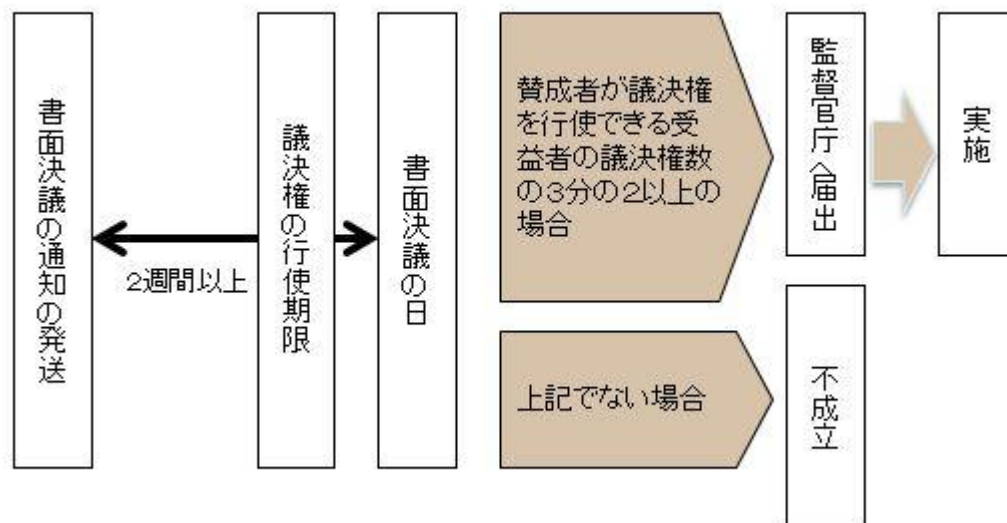 書面決議の通知の発送
2週間以上
議決権の行使期限
書面決議の日
賛成者が議決権
を行使できる受
益者の議決権数
の3分の2以上の
場合
監督官庁へ届出
実施
上記でない場合
不成立